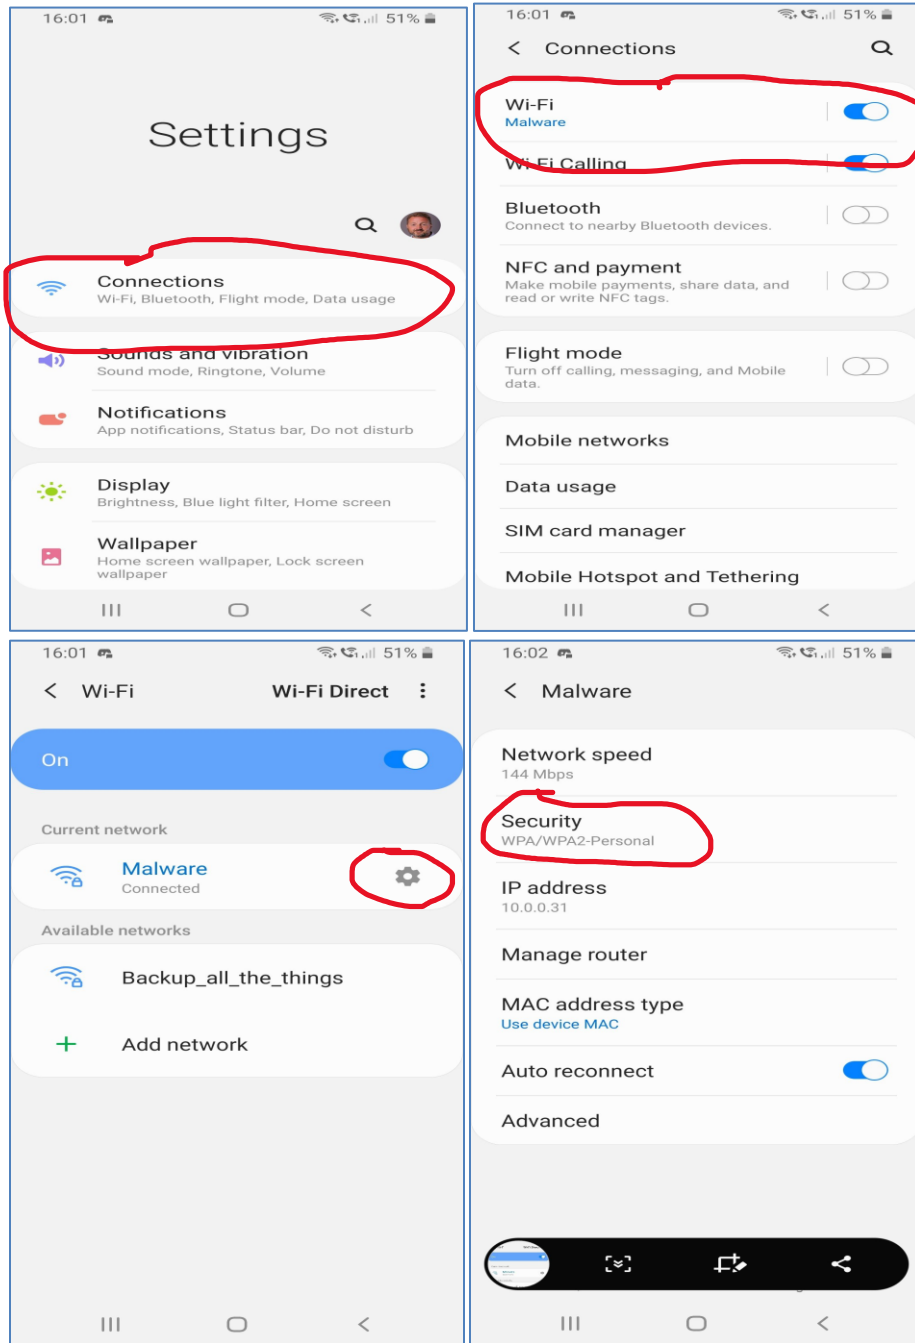 16:01
51%
Settings
Connections
Wi-Fi, Bluetooth, Flight mode, Data usage
Sounds and vibration
Sound mode, Ringtone, Volume
Notifications
App notifications, Status bar, Do not disturb
Display
Brightness, Blue light filter, Home screen
Wallpaper
Home screen wallpaper, Lock screen
wallpaper
16:01
51%
Connections
Wi-Fi
Malware
Wi-Fi Calling
Bluetooth
Connect to nearby Bluetooth devices.
NFC and payment
Make mobile payments, share data, and
read or write NFC tags.
Flight mode
Turn off calling, messaging, and Mobile
data.
Mobile networks
Data usage
SIM card manager
Mobile Hotspot and Tethering
16:01
51%
Wi-Fi
Wi-Fi Direct
On
Current network
Malware
Connected
Available networks
Backup_all_the_things
Add network
16:02
51%
Malware
Network speed
144 Mbps
Security
WPA/WPA2-Personal
IP address
10.0.0.31
Manage router
MAC address type
Use device MAC
Auto reconnect
Advanced